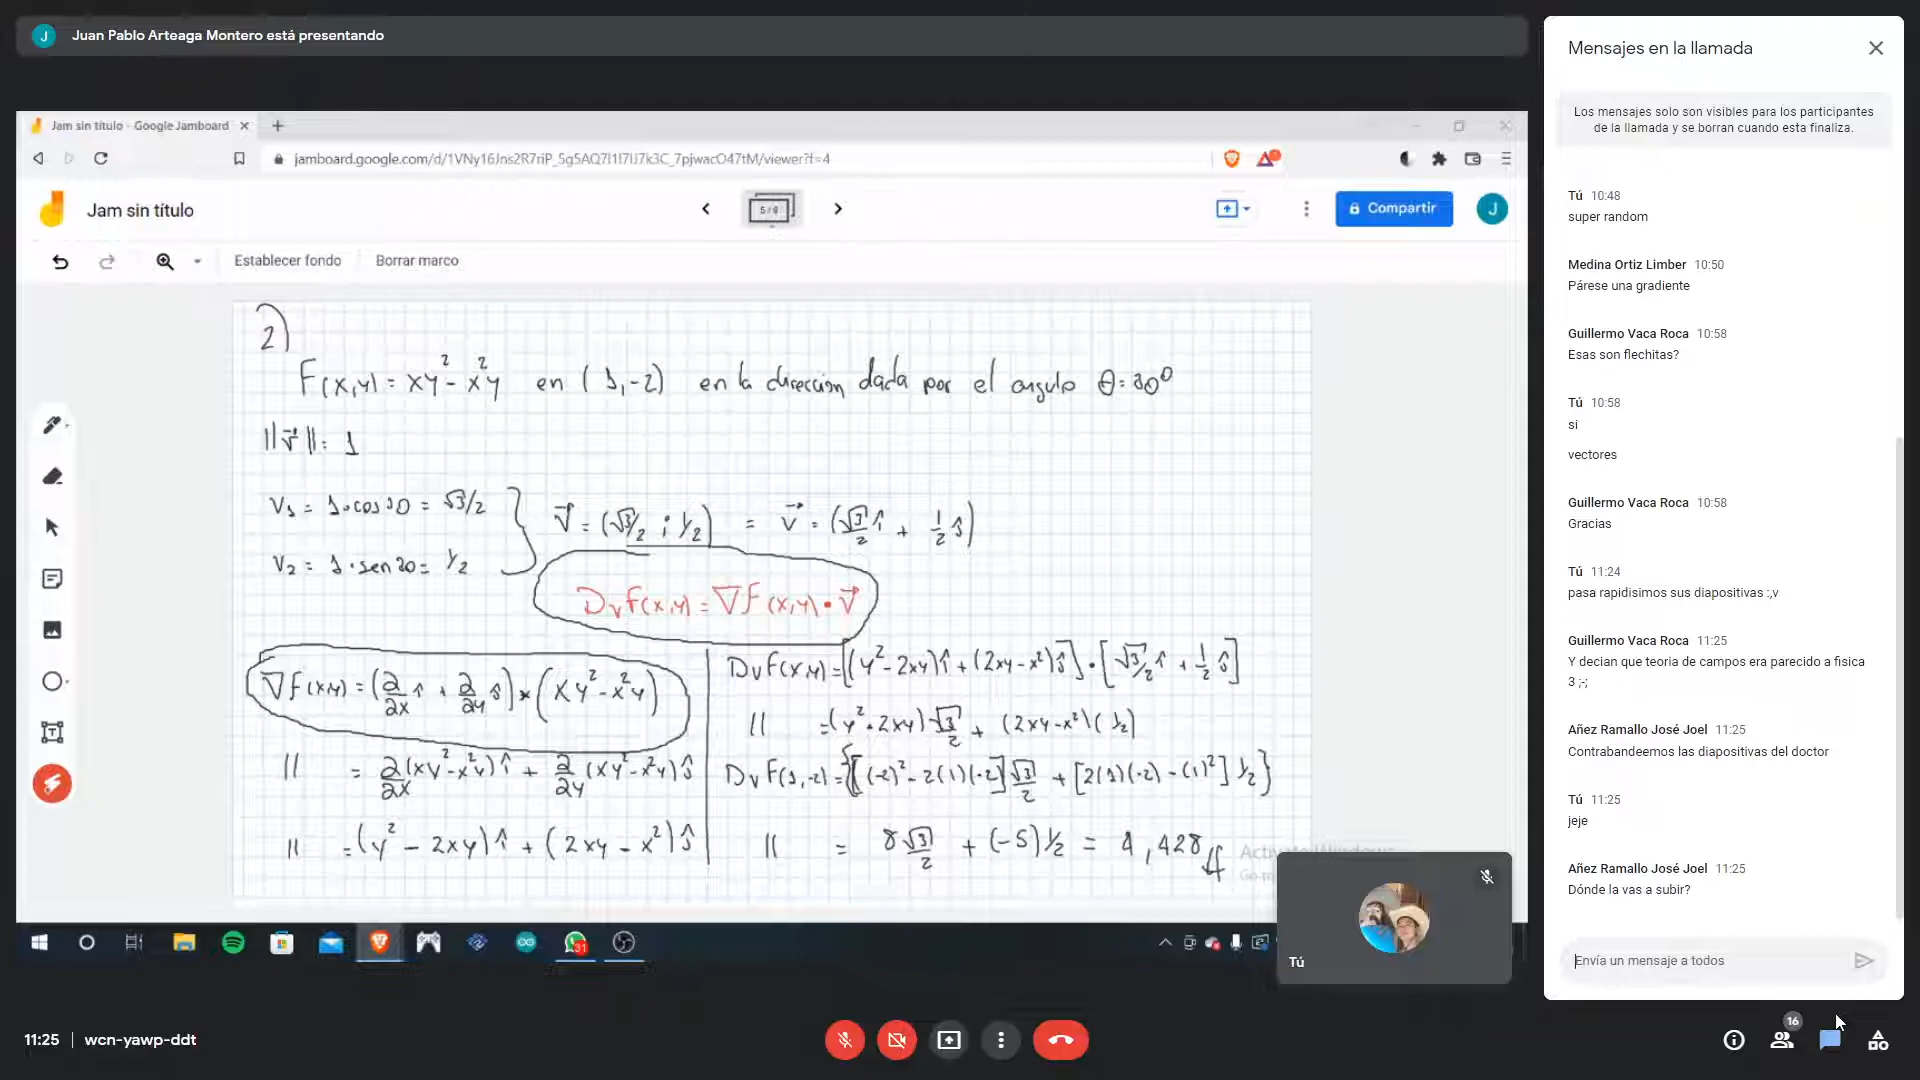 Juan Pablo Arteaga Montero está presentando
Jam sin título - Google Jamboard
jamboard.google.com/d/1VNy16Jns2R7riP_5g5AQ7l1f7lJ7k3C_7pjwacO47tM/viewer?f=4
Jam sin título
5 / 9
Compartir
J
Establecer fondo
Borrar marco
2)
F(x,y) = xy² - x²y en (1,-2) en la direccion dada por el angulo θ = 30°
||v⃗|| = 1
V₁ = 1·cos30 = √3/2
V₂ = 1·sen30 = 1/2
V⃗ = (√3/2 ; 1/2) = v⃗ = (√3/2 î + 1/2 ĵ)
DvF(x,y) = ∇F(x,y) • v⃗
∇F(x,y) = (∂/∂x î + ∂/∂y ĵ) * (xy² - x²y)
|| = ∂/∂x (xy² - x²y) î + ∂/∂y (xy² - x²y) ĵ
|| = (y² - 2xy) î + (2xy - x²) ĵ
DvF(x,y) = [(y² - 2xy) î + (2xy - x²) ĵ] • [√3/2 î + 1/2 ĵ]
|| = (y² - 2xy) √3/2 + (2xy - x²)(1/2)
DvF(1,-2) = {[(-2)² - 2(1)(-2)] √3/2 + [2(1)(-2) - (1)²] 1/2}
|| = 8 √3/2 + (-5) 1/2 = 4,428
31
Tú
11:25 | wcn-yawp-ddt
Mensajes en la llamada
Los mensajes solo son visibles para los participantes
de la llamada y se borran cuando esta finaliza.
Tú 10:48
super random
Medina Ortiz Limber 10:50
Párese una gradiente
Guillermo Vaca Roca 10:58
Esas son flechitas?
Tú 10:58
si
vectores
Guillermo Vaca Roca 10:58
Gracias
Tú 11:24
pasa rapidisimos sus diapositivas :,v
Guillermo Vaca Roca 11:25
Y decian que teoria de campos era parecido a fisica
3 ;-;
Añez Ramallo José Joel 11:25
Contrabandeemos las diapositivas del doctor
Tú 11:25
jeje
Añez Ramallo José Joel 11:25
Dónde la vas a subir?
Envía un mensaje a todos
16